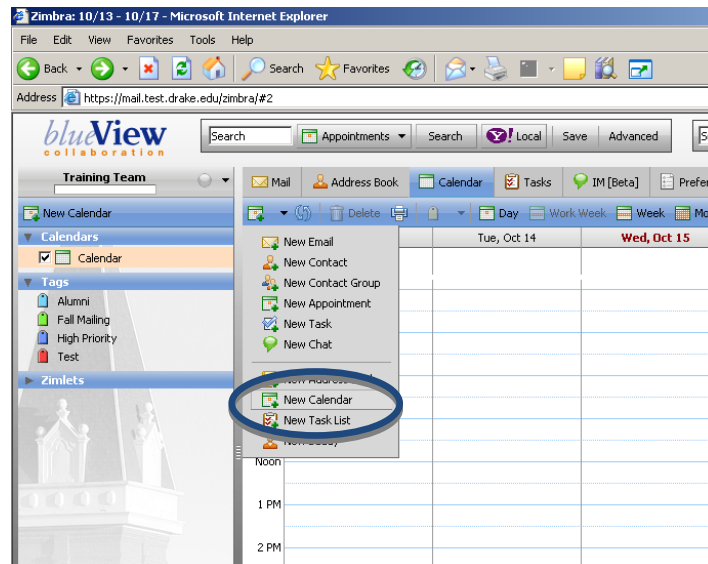 Zimbra: 10/13 - 10/17 - Microsoft Internet Explorer
File Edit View Favorites Tools Help
Back Search Favorites
Address https://mail.test.drake.edu/zimbra/#2
blueView
collaboration
Search Appointments Search Y! Local Save Advanced
Training Team
Mail Address Book Calendar Tasks IM [Beta] Prefer
New Calendar
Delete Day Work Week Week Mo
Calendars
Calendar
Tags
Alumni
Fall Mailing
High Priority
Test
Zimlets
Tue, Oct 14 Wed, Oct 15
New Email
New Contact
New Contact Group
New Appointment
New Task
New Chat
New Calendar
New Task List
Noon
1 PM
2 PM